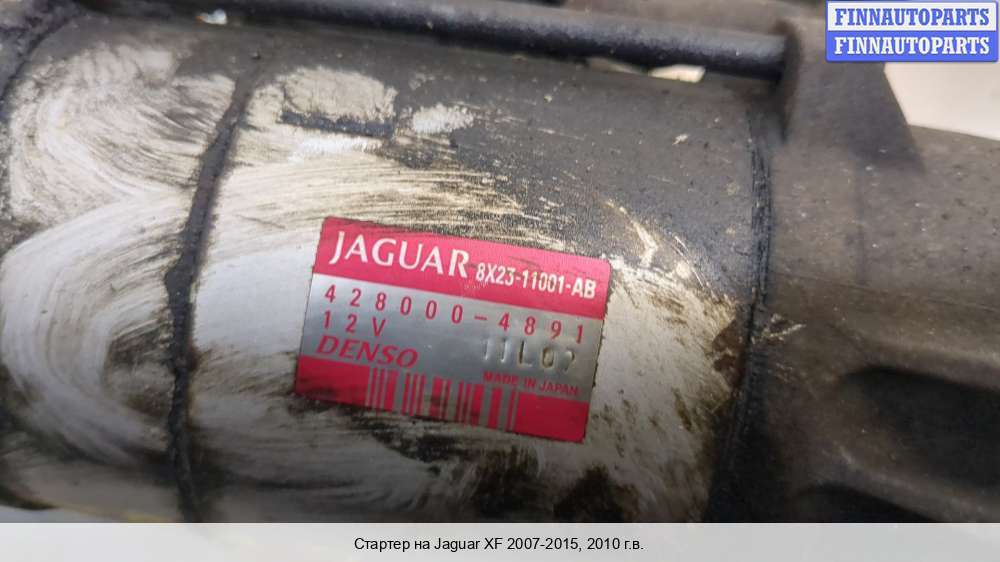 FINNAUTOPARTS
FINNAUTOPARTS
JAGUAR 8X23-11001-AB
428000-4891
12V
DENSO
MADE IN JAPAN
Стартер на Jaguar XF 2007-2015, 2010 г.в.